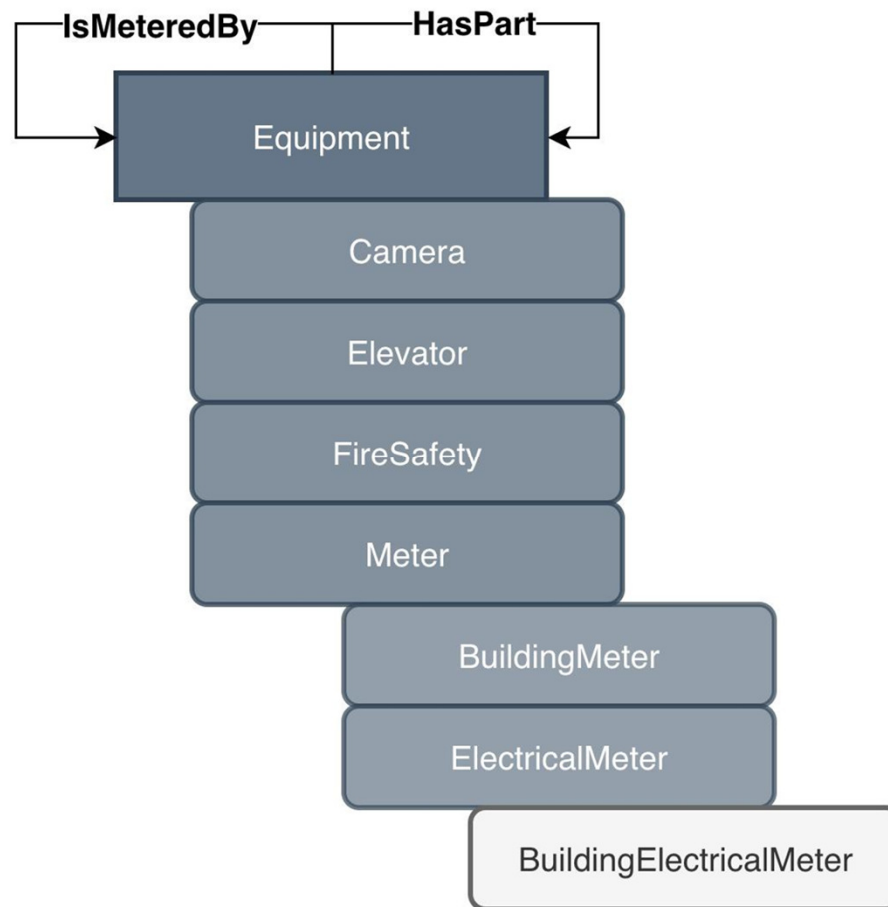 IsMeteredBy
HasPart
Equipment
Camera
Elevator
FireSafety
Meter
BuildingMeter
ElectricalMeter
BuildingElectricalMeter